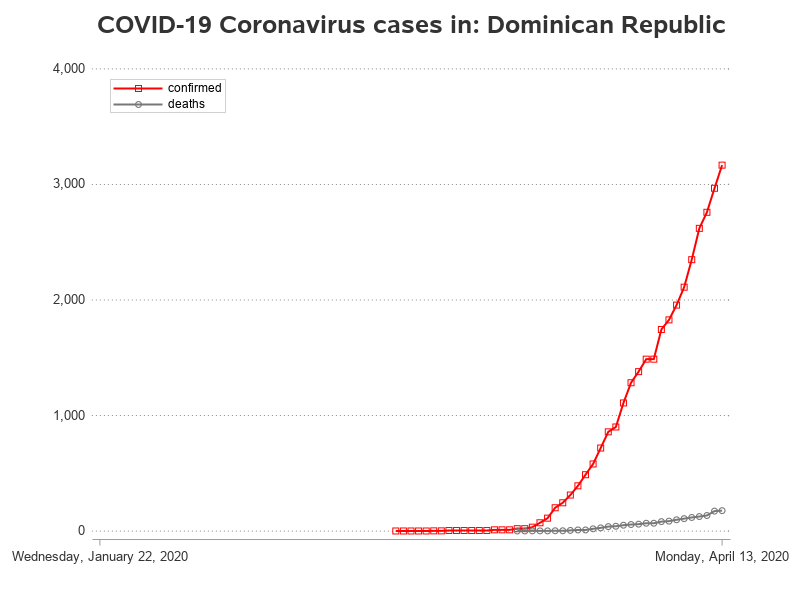 COVID-19 Coronavirus cases in: Dominican Republic
4,000
confirmed
deaths
3,000
2,000
1,000
0
Wednesday, January 22, 2020
Monday, April 13, 2020